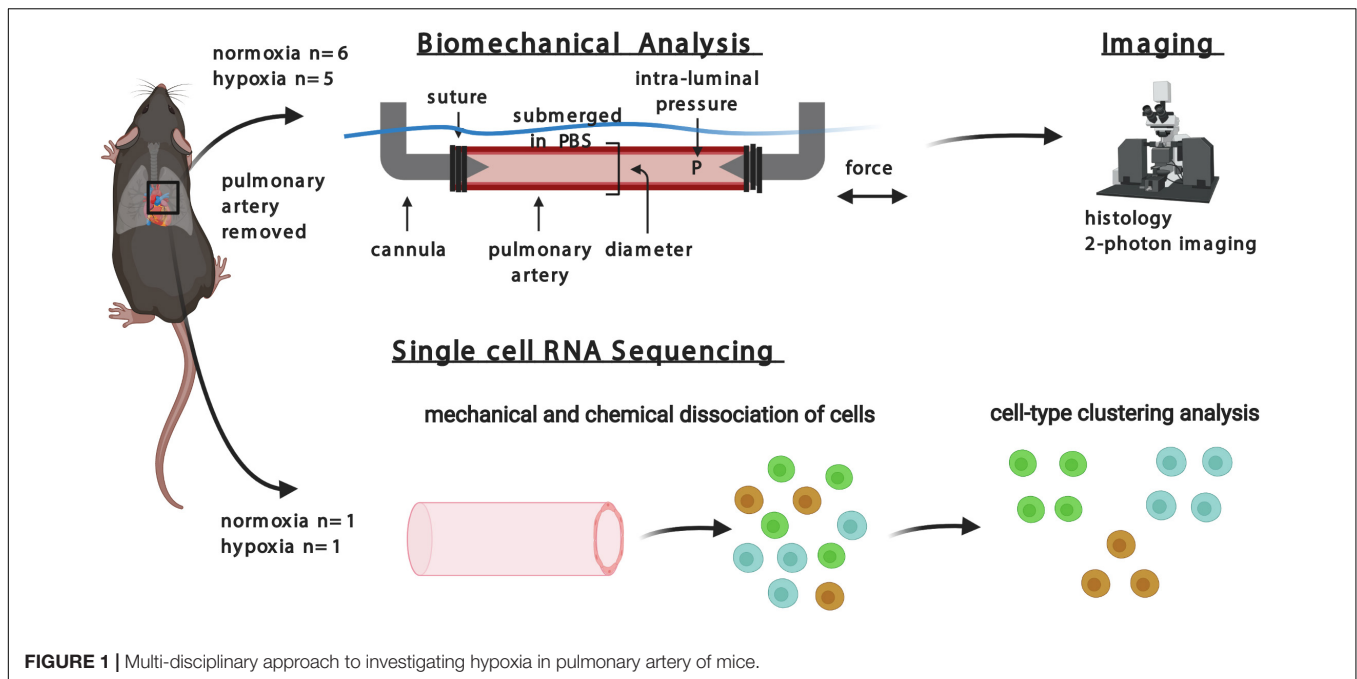 Biomechanical Analysis
Imaging
normoxia n=6
hypoxia n=5
suture
submerged
in PBS
intra-luminal
pressure
P
force
pulmonary
artery
removed
cannula
pulmonary
artery
diameter
histology
2-photon imaging
Single cell RNA Sequencing
mechanical and chemical dissociation of cells
cell-type clustering analysis
normoxia n=1
hypoxia n=1
FIGURE 1 | Multi-disciplinary approach to investigating hypoxia in pulmonary artery of mice.